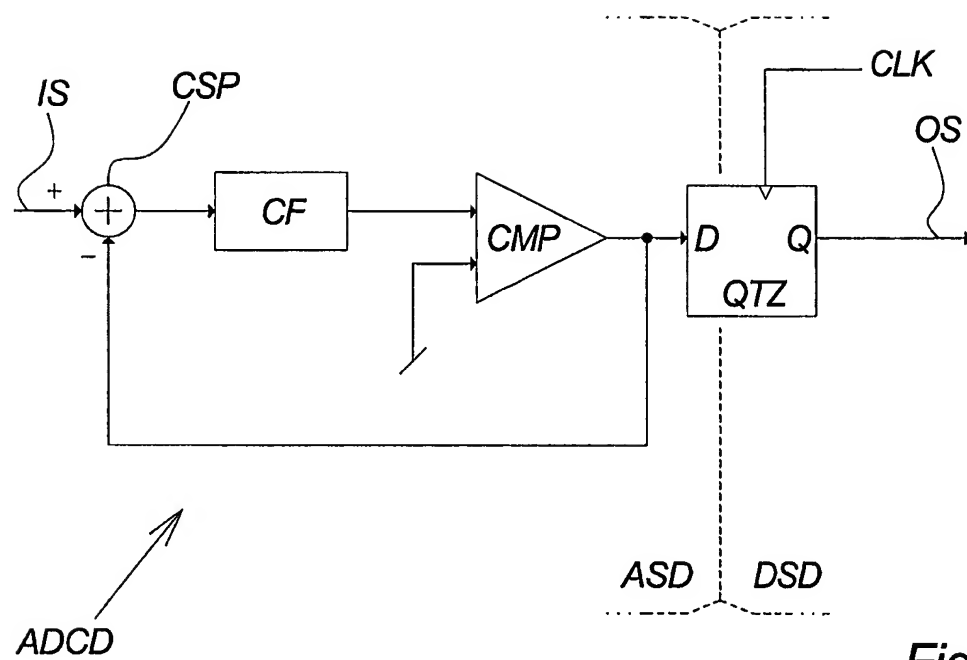 IS
CSP
CLK
OS
+
+
CF
CMP
D
Q
QTZ
-
ASD
DSD
ADCD